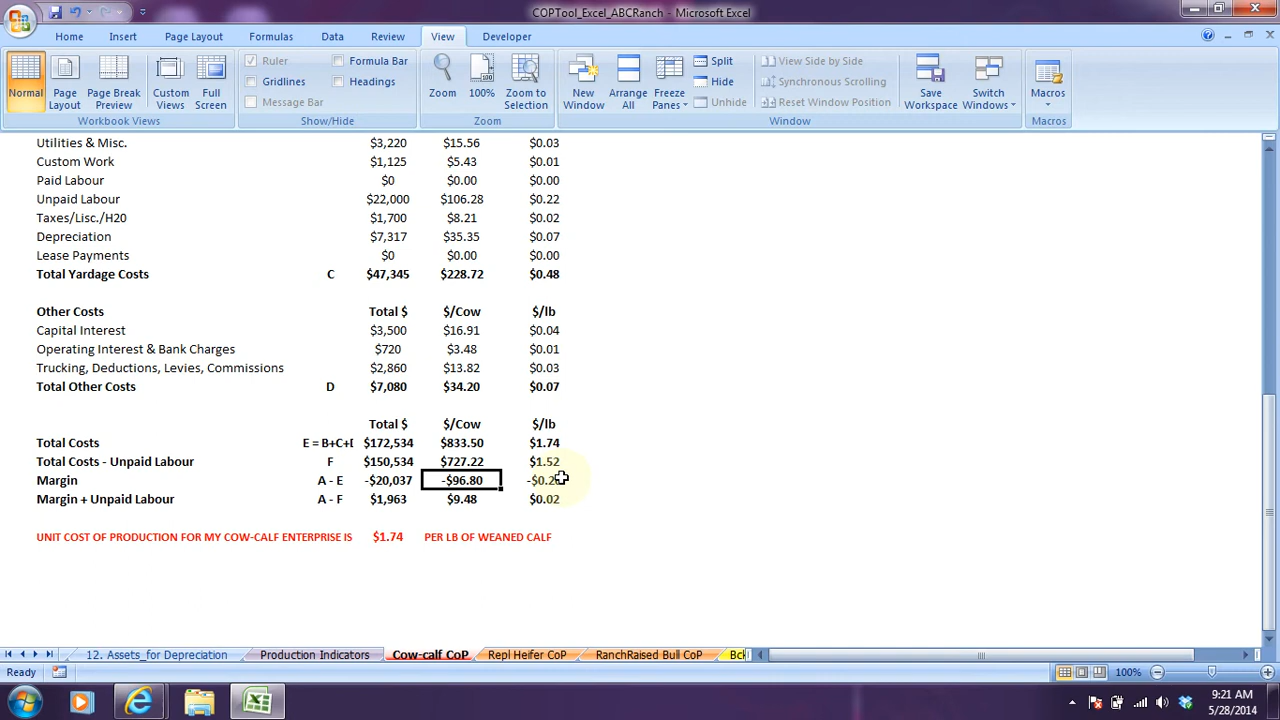 COPTool_Excel_ABCRanch - Microsoft Excel
Home Insert Page Layout Formulas Data Review View Developer
Normal
Page Layout
Page Break Preview
Custom Views
Full Screen
Workbook Views
Ruler
Formula Bar
Gridlines
Headings
Message Bar
Show/Hide
Zoom
100%
Zoom to Selection
Zoom
New Window
Arrange All
Freeze Panes
Split
Hide
Unhide
View Side by Side
Synchronous Scrolling
Reset Window Position
Save Workspace
Switch Windows
Window
Macros
Macros
Utilities & Misc. $3,220 $15.56 $0.03
Custom Work $1,125 $5.43 $0.01
Paid Labour $0 $0.00 $0.00
Unpaid Labour $22,000 $106.28 $0.22
Taxes/Lisc./H20 $1,700 $8.21 $0.02
Depreciation $7,317 $35.35 $0.07
Lease Payments $0 $0.00 $0.00
Total Yardage Costs C $47,345 $228.72 $0.48
Other Costs Total $ $/Cow $/lb
Capital Interest $3,500 $16.91 $0.04
Operating Interest & Bank Charges $720 $3.48 $0.01
Trucking, Deductions, Levies, Commissions $2,860 $13.82 $0.03
Total Other Costs D $7,080 $34.20 $0.07
Total $ $/Cow $/lb
Total Costs E = B+C+ $172,534 $833.50 $1.74
Total Costs - Unpaid Labour F $150,534 $727.22 $1.52
Margin A - E -$20,037 -$96.80
Margin + Unpaid Labour A - F $1,963 $9.48 $0.02
UNIT COST OF PRODUCTION FOR MY COW-CALF ENTERPRISE IS $1.74 PER LB OF WEANED CALF
12. Assets_for Depreciation Production Indicators Cow-calf CoP Repl Heifer CoP RanchRaised Bull CoP
Ready 100%
9:21 AM
5/28/2014